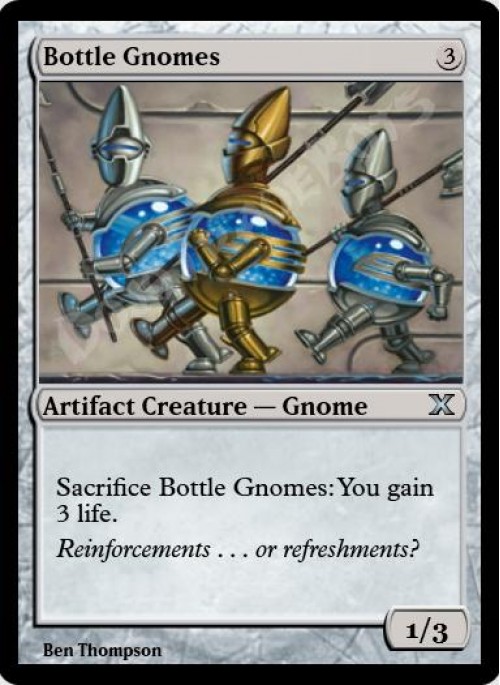 Bottle Gnomes 3
Artifact Creature — Gnome X
Sacrifice Bottle Gnomes: You gain
3 life.
Reinforcements . . . or refreshments?
1/3
Ben Thompson